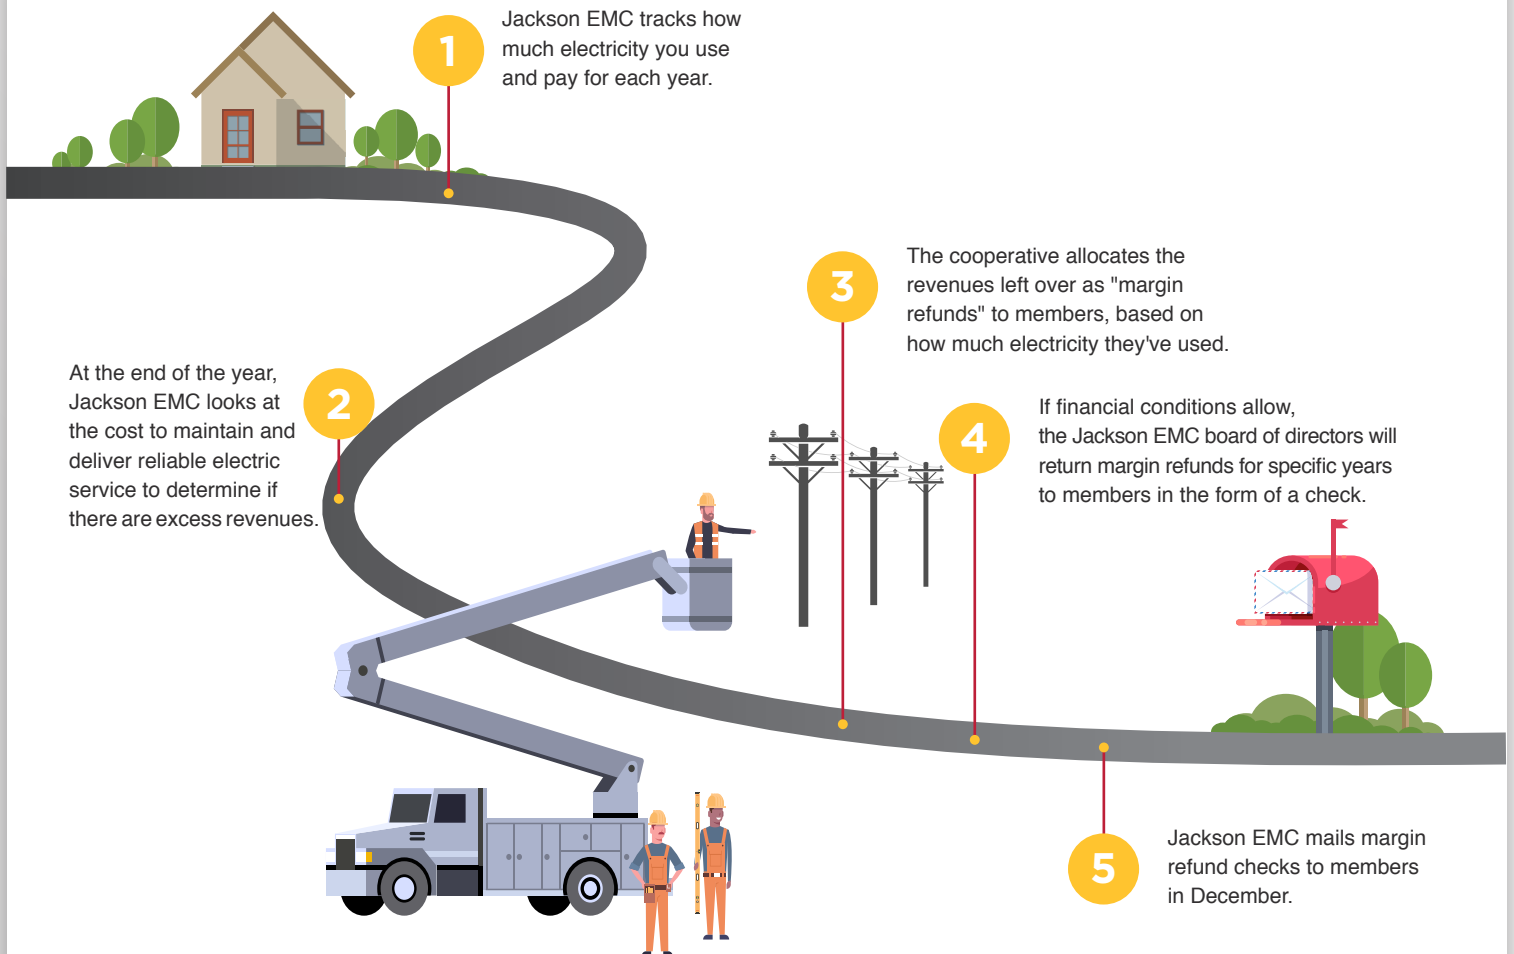 1
Jackson EMC tracks how
much electricity you use
and pay for each year.
2
At the end of the year,
Jackson EMC looks at
the cost to maintain and
deliver reliable electric
service to determine if
there are excess revenues.
3
The cooperative allocates the
revenues left over as "margin
refunds" to members, based on
how much electricity they've used.
4
If financial conditions allow,
the Jackson EMC board of directors will
return margin refunds for specific years
to members in the form of a check.
5
Jackson EMC mails margin
refund checks to members
in December.